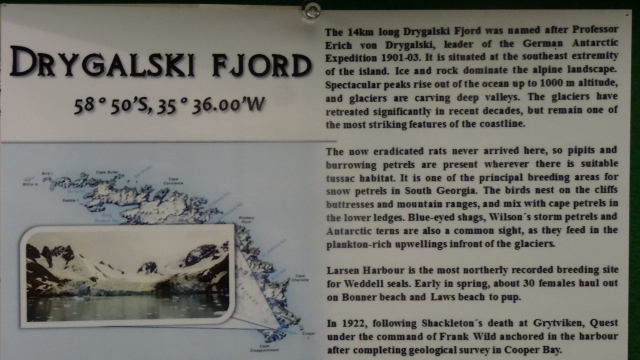 DRYGALSKI FJORD
58° 50'S, 35° 36.00'W
The 14km long Drygalski Fjord was named after Professor
Erich von Drygalski, leader of the German Antarctic
Expedition 1901-03. It is situated at the southeast extremity
of the island. Ice and rock dominate the alpine landscape.
Spectacular peaks rise out of the ocean up to 1000 m altitude,
and glaciers are carving deep valleys. The glaciers have
retreated significantly in recent decades, but remain one of
the most striking features of the coastline.
The now eradicated rats never arrived here, so pipits and
burrowing petrels are present wherever there is suitable
tussac habitat. It is one of the principal breeding areas for
snow petrels in South Georgia. The birds nest on the cliffs
buttresses and mountain ranges, and mix with cape petrels in
the lower ledges. Blue-eyed shags, Wilson´s storm petrels and
Antarctic terns are also a common sight, as they feed in the
plankton-rich upwellings infront of the glaciers.
Larsen Harbour is the most northerly recorded breeding site
for Weddell seals. Early in spring, about 30 females haul out
on Bonner beach and Laws beach to pup.
In 1922, following Shackleton´s death at Grytviken, Quest
under the command of Frank Wild anchored in the harbour
after completing geological survey in Cooper Bay.
Cape Disappointment